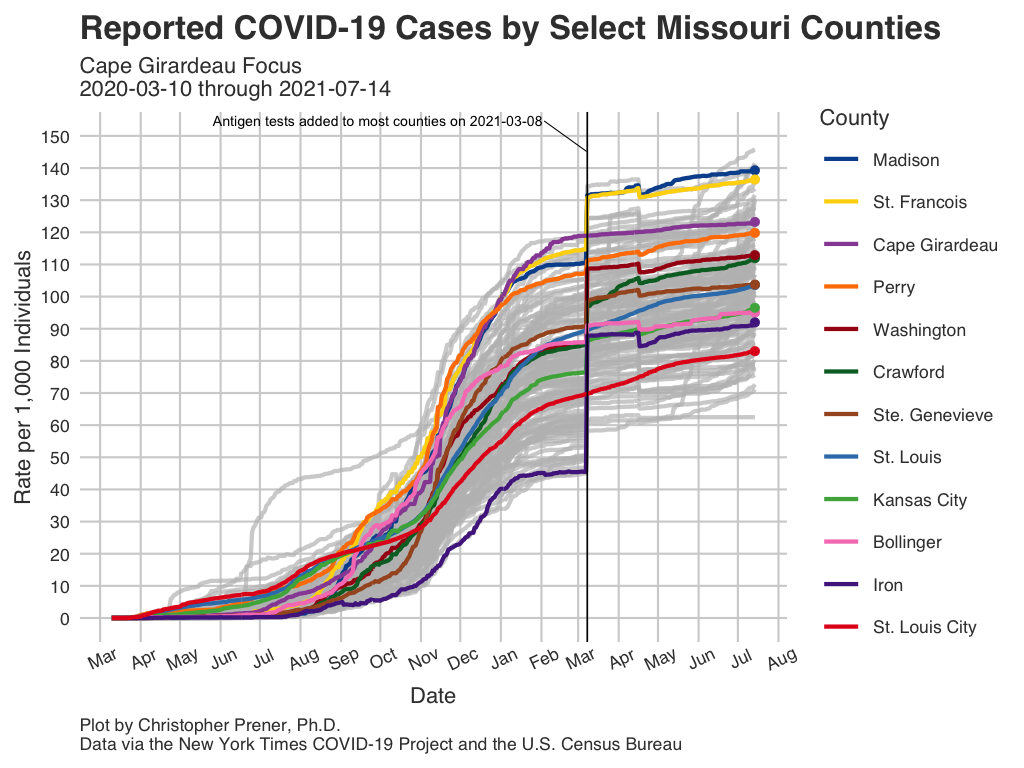 Reported COVID-19 Cases by Select Missouri Counties
Cape Girardeau Focus
2020-03-10 through 2021-07-14
Antigen tests added to most counties on 2021-03-08
Rate per 1,000 Individuals
150
140
130
120
110
100
90
80
70
60
50
40
30
20
10
0
Mar Apr May Jun Jul Aug Sep Oct Nov Dec Jan Feb Mar Apr May Jun Jul Aug
Date
County
Madison
St. Francois
Cape Girardeau
Perry
Washington
Crawford
Ste. Genevieve
St. Louis
Kansas City
Bollinger
Iron
St. Louis City
Plot by Christopher Prener, Ph.D.
Data via the New York Times COVID-19 Project and the U.S. Census Bureau